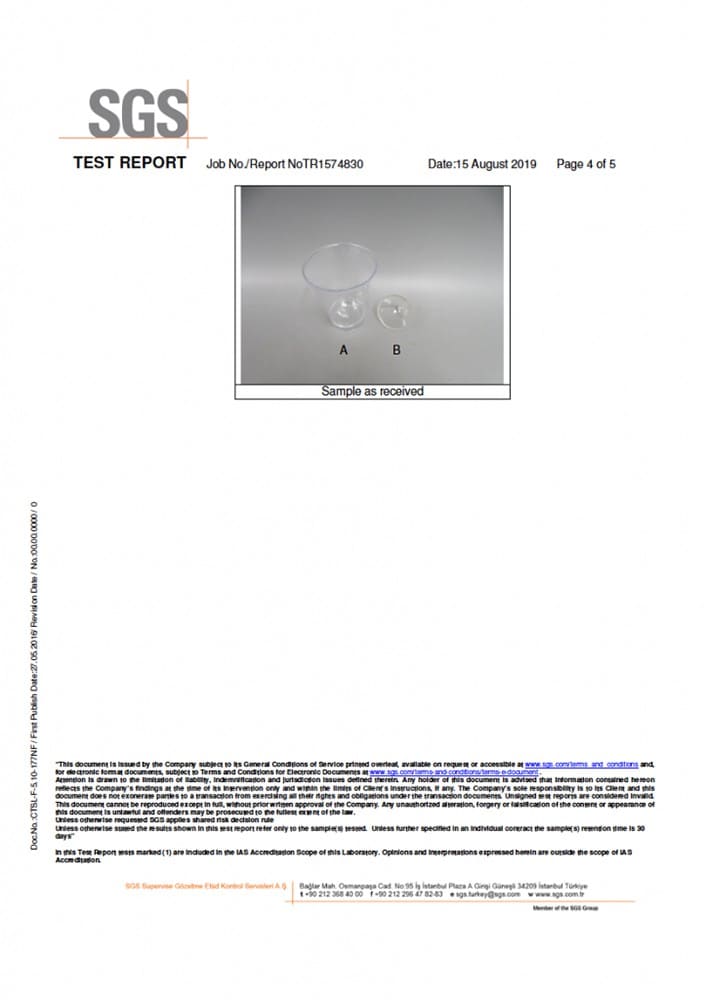 SGS
TEST REPORT Job No./Report NoTR1574830 Date:15 August 2019 Page 4 of 5
A B
Sample as received
Doc.No.:CTSL-F-5.10-177NF / First Publish Date:27.05.2016/ Revision Date / No.00.00.0000 / 0
"This document is issued by the Company subject to its General Conditions of Service printed overleaf, available on request or accessible at www.sgs.com/terms_and_conditions and,
for electronic format documents, subject to Terms and Conditions for Electronic Documents at www.sgs.com/terms-and-conditions/terms-e-document.
Attention is drawn to the limitation of liability, indemnification and jurisdiction issues defined therein. Any holder of this document is advised that information contained hereon
reflects the Company's findings at the time of its intervention only and within the limits of Client's instructions, if any. The Company's sole responsibility is to its Client and this
document does not exonerate parties to a transaction from exercising all their rights and obligations under the transaction documents. Unsigned test reports are considered invalid.
This document cannot be reproduced except in full, without prior written approval of the Company. Any unauthorized alteration, forgery or falsification of the content or appearance of
this document is unlawful and offenders may be prosecuted to the fullest extent of the law.
Unless otherwise requested SGS applies shared risk decision rule
Unless otherwise stated the results shown in this test report refer only to the sample(s) tested. Unless further specified in an individual contract the sample(s) retention time is 30
days"
In this Test Report tests marked (1) are included in the IAS Accreditation Scope of this Laboratory. Opinions and Interpretations expressed herein are outside the scope of IAS
Accreditation.
SGS Supervise Gözetme Etüd Kontrol Servisleri A.Ş. Bağlar Mah. Osmanpaşa Cad. No 95 İş İstanbul Plaza A Girişi Güneşli 34209 İstanbul Türkiye
t +90 212 368 40 00 f +90 212 296 47 82-83 e sgs.turkey@sgs.com w www.sgs.com.tr
Member of the SGS Group